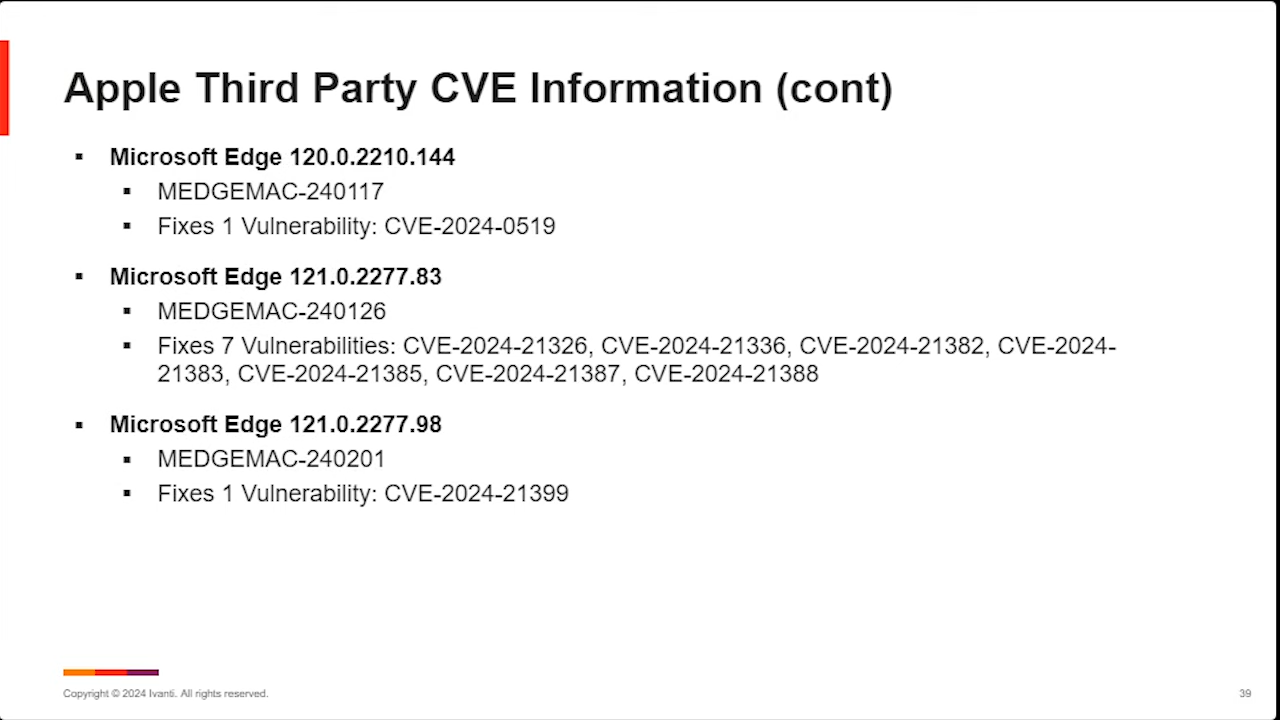 Apple Third Party CVE Information (cont)
▪ Microsoft Edge 120.0.2210.144
▪ MEDGEMAC-240117
▪ Fixes 1 Vulnerability: CVE-2024-0519
▪ Microsoft Edge 121.0.2277.83
▪ MEDGEMAC-240126
▪ Fixes 7 Vulnerabilities: CVE-2024-21326, CVE-2024-21336, CVE-2024-21382, CVE-2024-
21383, CVE-2024-21385, CVE-2024-21387, CVE-2024-21388
▪ Microsoft Edge 121.0.2277.98
▪ MEDGEMAC-240201
▪ Fixes 1 Vulnerability: CVE-2024-21399
Copyright © 2024 Ivanti. All rights reserved.
39